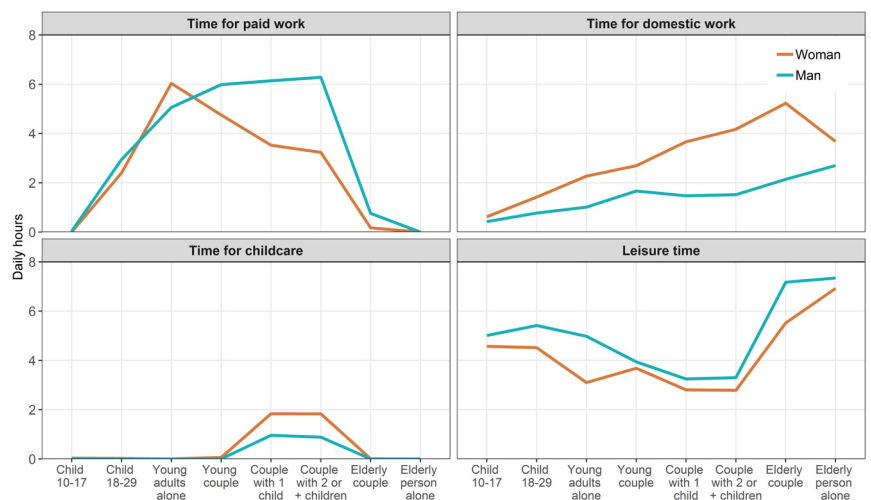 Time for paid work
Time for domestic work
8
6
4
2
0
Woman
Man
Daily hours
Time for childcare
Leisure time
8
6
4
2
0
Child
10-17
Child
18-29
Young
adults
alone
Young
couple
Couple
with 1
child
Couple
with 2 or
+ children
Elderly
couple
Elderly
person
alone
Child
10-17
Child
18-29
Young
adults
alone
Young
couple
Couple
with 1
child
Couple
with 2 or
+ children
Elderly
couple
Elderly
person
alone